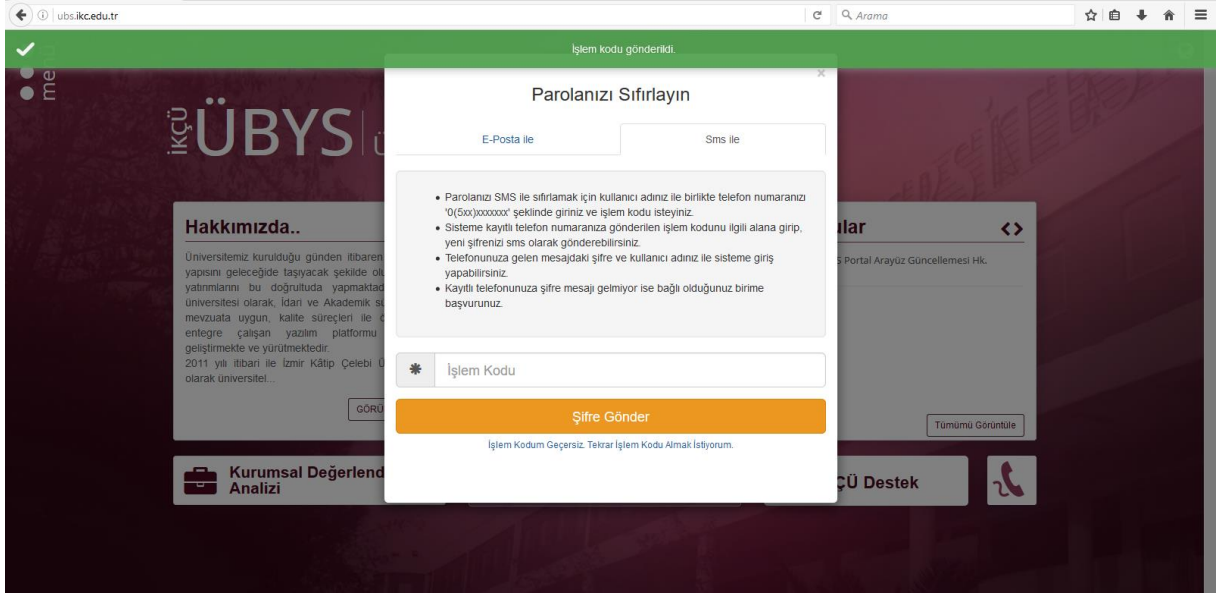 ubs.ikc.edu.tr
Arama
İşlem kodu gönderildi.
menü
İKÇÜ
ÜBYS
Parolanızı Sıfırlayın
×
E-Posta ile
Sms ile
Parolanızı SMS ile sıfırlamak için kullanıcı adınız ile birlikte telefon numaranızı
'0(5xx)xxxxxxx' şeklinde giriniz ve işlem kodu isteyiniz.
Sisteme kayıtlı telefon numaranıza gönderilen işlem kodunu ilgili alana girip,
yeni şifrenizi sms olarak gönderebilirsiniz.
Telefonunuza gelen mesajdaki şifre ve kullanıcı adınız ile sisteme giriş
yapabilirsiniz.
Kayıtlı telefonunuza şifre mesajı gelmiyor ise bağlı olduğunuz birime
başvurunuz.
İşlem Kodu
Şifre Gönder
İşlem Kodum Geçersiz. Tekrar İşlem Kodu Almak İstiyorum.
Hakkımızda..
Üniversitemiz kurulduğu günden itibaren
yapısını geleceğide taşıyacak şekilde
yatırımlarını bu doğrultuda
üniversitesi olarak, İdari ve Akademik
mevzuata uygun, kalite süreçleri ile
entegre çalışan yazılım platformu
geliştirmekte ve yürütmektedir.
2011 yılı itibari ile İzmir Kâtip Çelebi
olarak üniversitel...
GÖRÜ
ular
Portal Arayüz Güncellemesi Hk.
Tümümü Görüntüle
Kurumsal Değerlend
Analizi
ÇÜ Destek